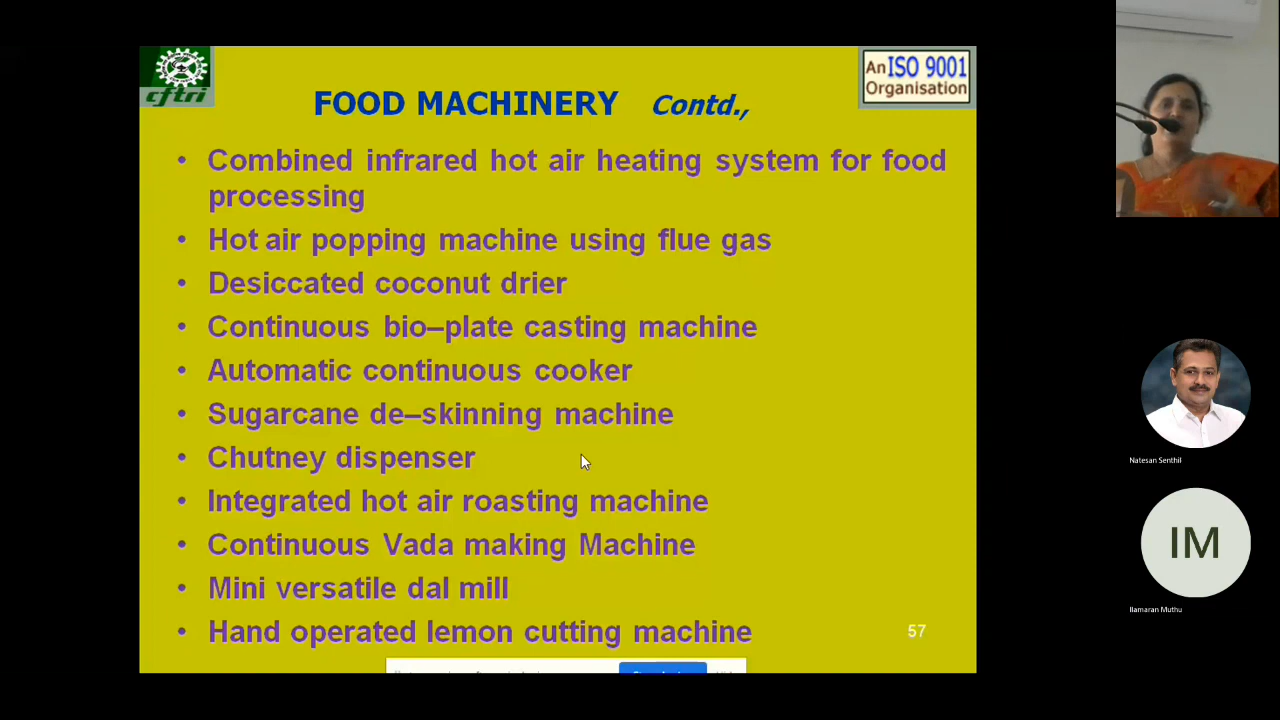 cftri
An ISO 9001
Organisation
FOOD MACHINERY Contd.,
• Combined infrared hot air heating system for food
processing
• Hot air popping machine using flue gas
• Desiccated coconut drier
• Continuous bio–plate casting machine
• Automatic continuous cooker
• Sugarcane de–skinning machine
• Chutney dispenser
• Integrated hot air roasting machine
• Continuous Vada making Machine
• Mini versatile dal mill
• Hand operated lemon cutting machine
57
Natesan Senthil
IM
Ilamaran Muthu